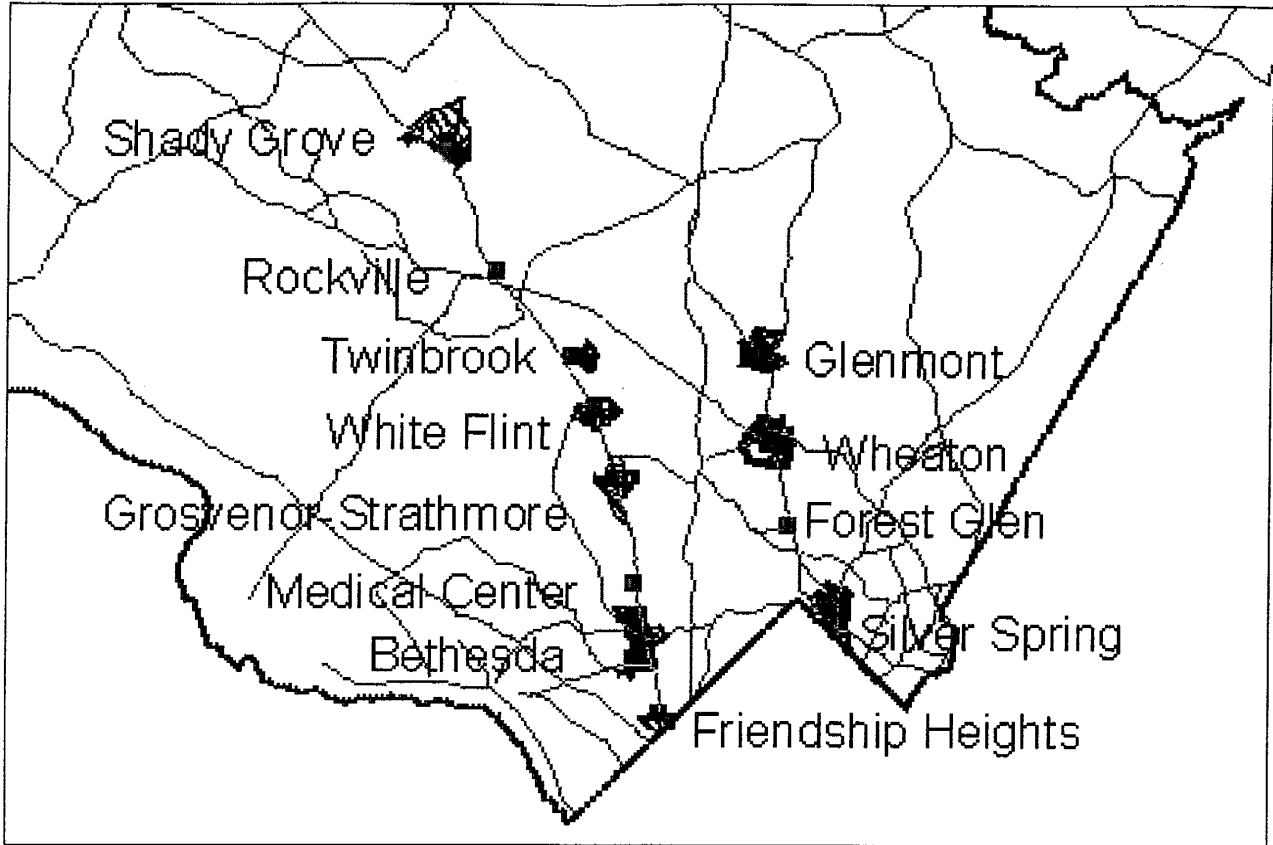 Shady Grove
Rockville
Twinbrook
Glenmont
White Flint
Wheaton
Grosvenor-Strathmore
Forest Glen
Medical Center
Silver Spring
Bethesda
Friendship Heights